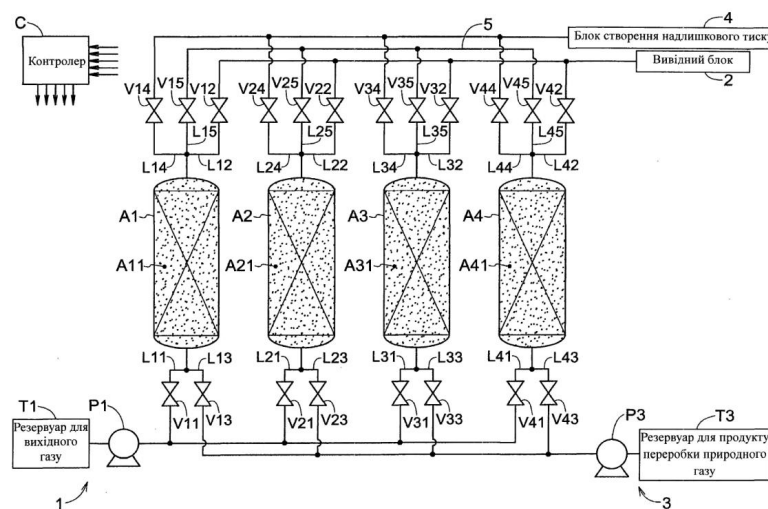 C
Контролер
4
5
Блок створення надлишкового тиску
Вивідний блок
2
V14 V15 V12 V24 V25 V22 V34 V35 V32 V44 V45 V42
L15 L25 L35 L45
L14 L12 L24 L22 L34 L32 L44 L42
A1 A2 A3 A4
A11 A21 A31 A41
L11 L13 L21 L23 L31 L33 L41 L43
T1 P1 V11 V13 V21 V23 V31 V33 V41 V43 P3 T3
Резервуар для
вихідного
газу
Резервуар для продукту
переробки природного
газу
1
3